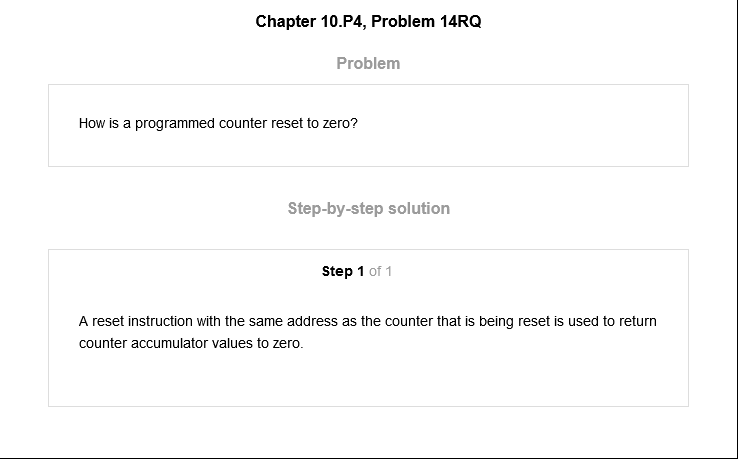 Chapter 10.P4, Problem 14RQ
Problem
How is a programmed counter reset to zero?
Step-by-step solution
Step 1 of 1
A reset instruction with the same address as the counter that is being reset is used to return
counter accumulator values to zero.